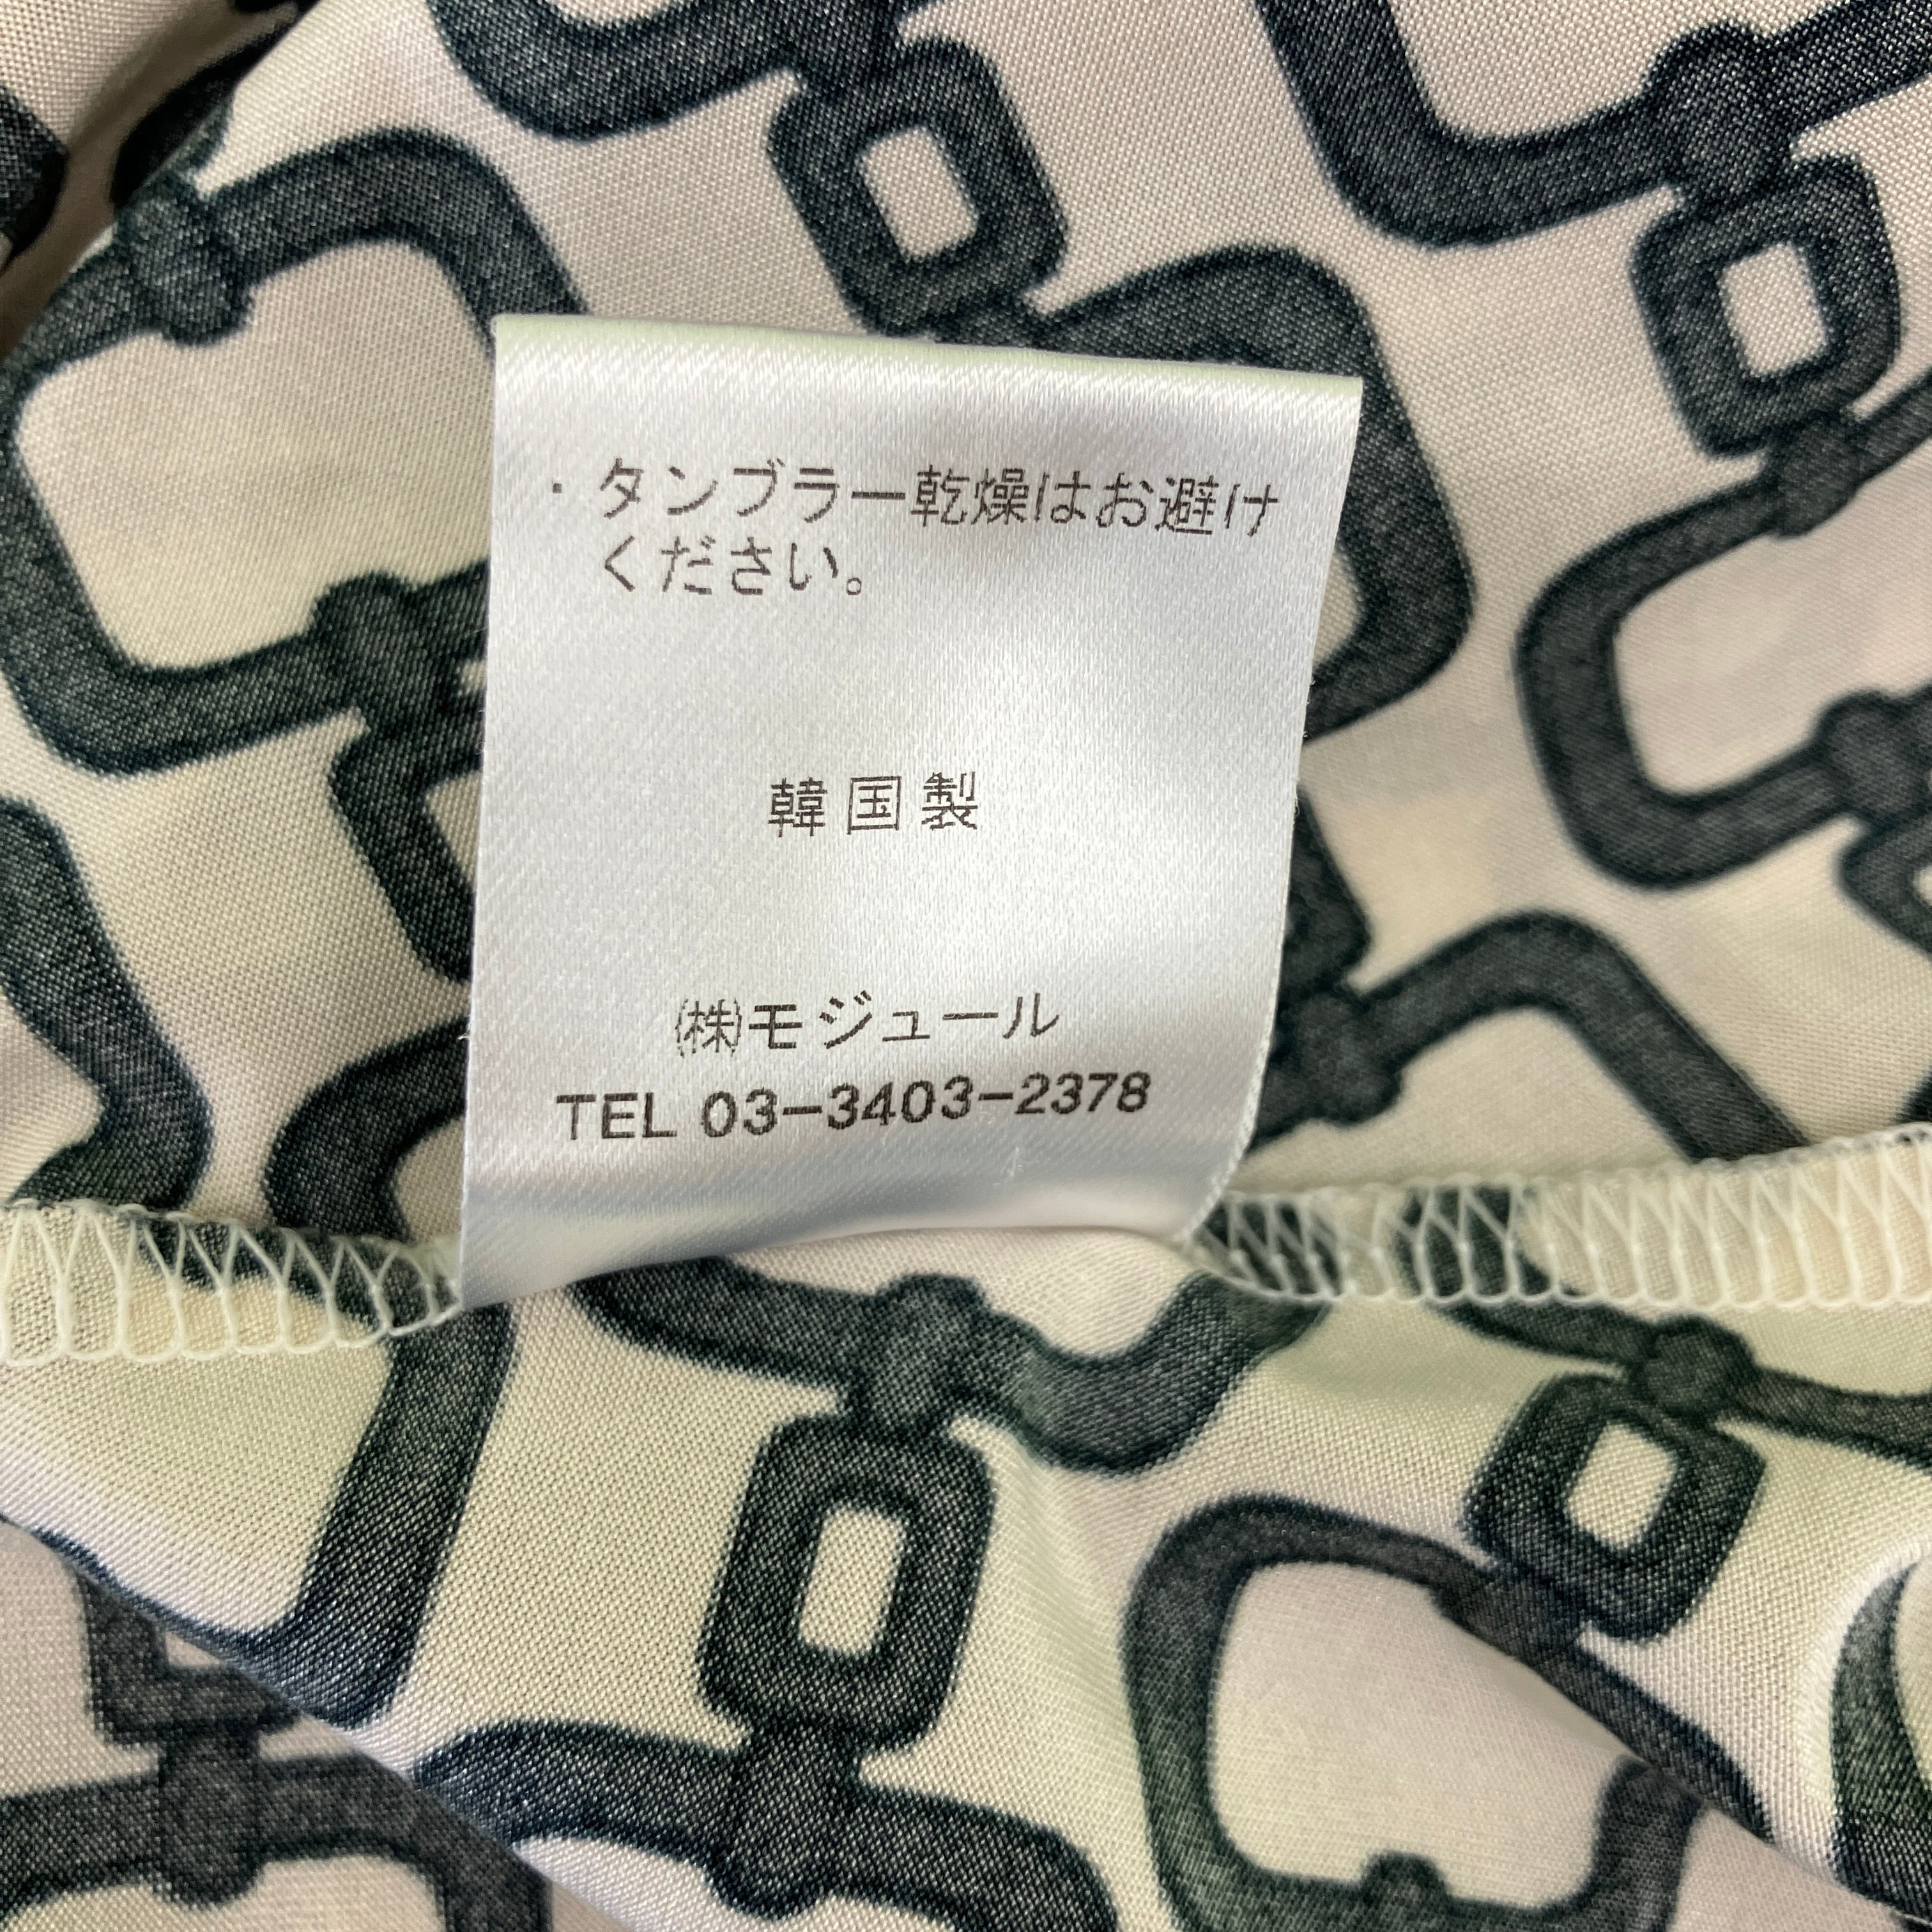 ・タンブラー乾燥はお避け
ください。
韓国製
㈱モジュール
TEL 03-3403-2378